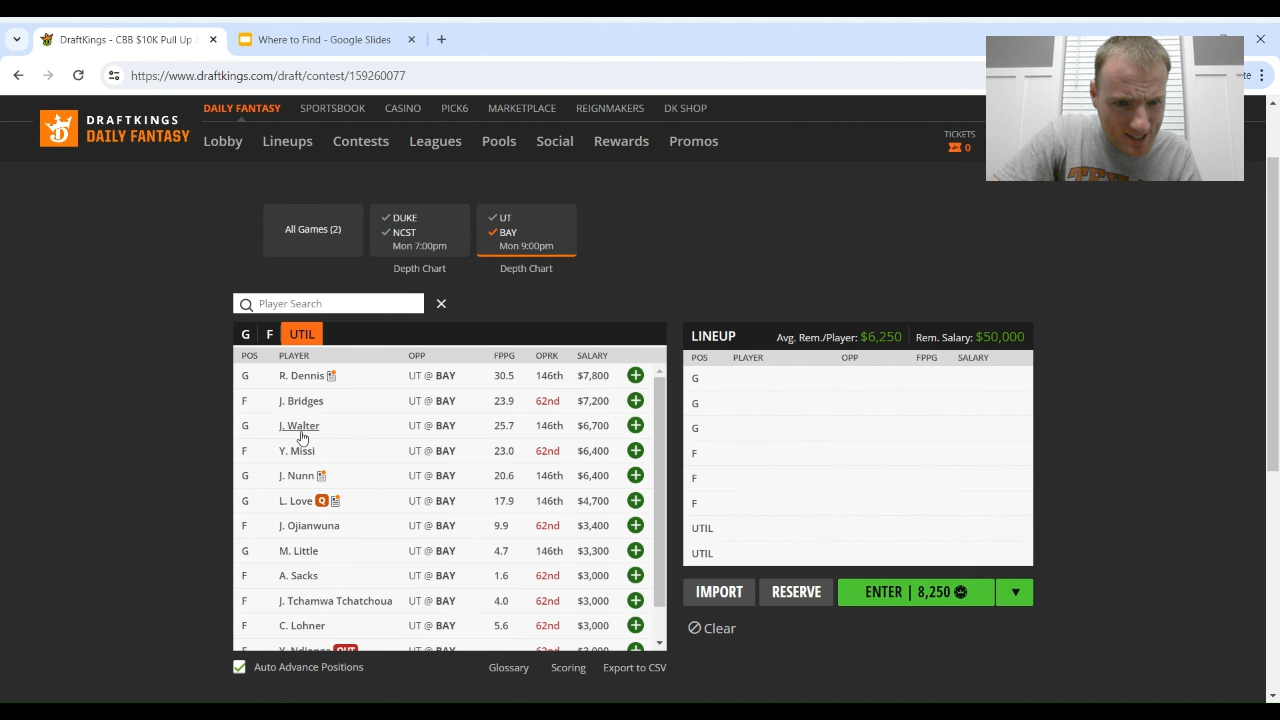 DraftKings - CBB $10K Pull Up
Where to Find - Google Slides
https://www.draftkings.com/draft/contest/
DRAFTKINGS
DAILY FANTASY
DAILY FANTASY SPORTSBOOK CASINO PICK6 MARKETPLACE REIGNMAKERS DK SHOP
Lobby Lineups Contests Leagues Pools Social Rewards Promos
TICKETS
0
All Games (2)
DUKE
NCST
Mon 7:00pm
Depth Chart
UT
BAY
Mon 9:00pm
Depth Chart
Player Search
G F UTIL
POS PLAYER OPP FPPG OPRK SALARY
G R. Dennis UT @ BAY 30.5 146th $7,800
F J. Bridges UT @ BAY 23.9 62nd $7,200
G J. Walter UT @ BAY 25.7 146th $6,700
F Y. Missi UT @ BAY 23.0 62nd $6,400
G J. Nunn UT @ BAY 20.6 146th $6,400
G L. Love Q UT @ BAY 17.9 146th $4,700
F J. Ojianwuna UT @ BAY 9.9 62nd $3,400
G M. Little UT @ BAY 4.7 146th $3,300
F A. Sacks UT @ BAY 1.6 62nd $3,000
F J. Tchamwa Tchatchoua UT @ BAY 4.0 62nd $3,000
F C. Lohner UT @ BAY 5.6 62nd $3,000
Auto Advance Positions
Glossary Scoring Export to CSV
LINEUP Avg. Rem./Player: $6,250 Rem. Salary: $50,000
POS PLAYER OPP FPPG SALARY
G
G
G
F
F
F
UTIL
UTIL
IMPORT RESERVE ENTER | 8,250
Clear